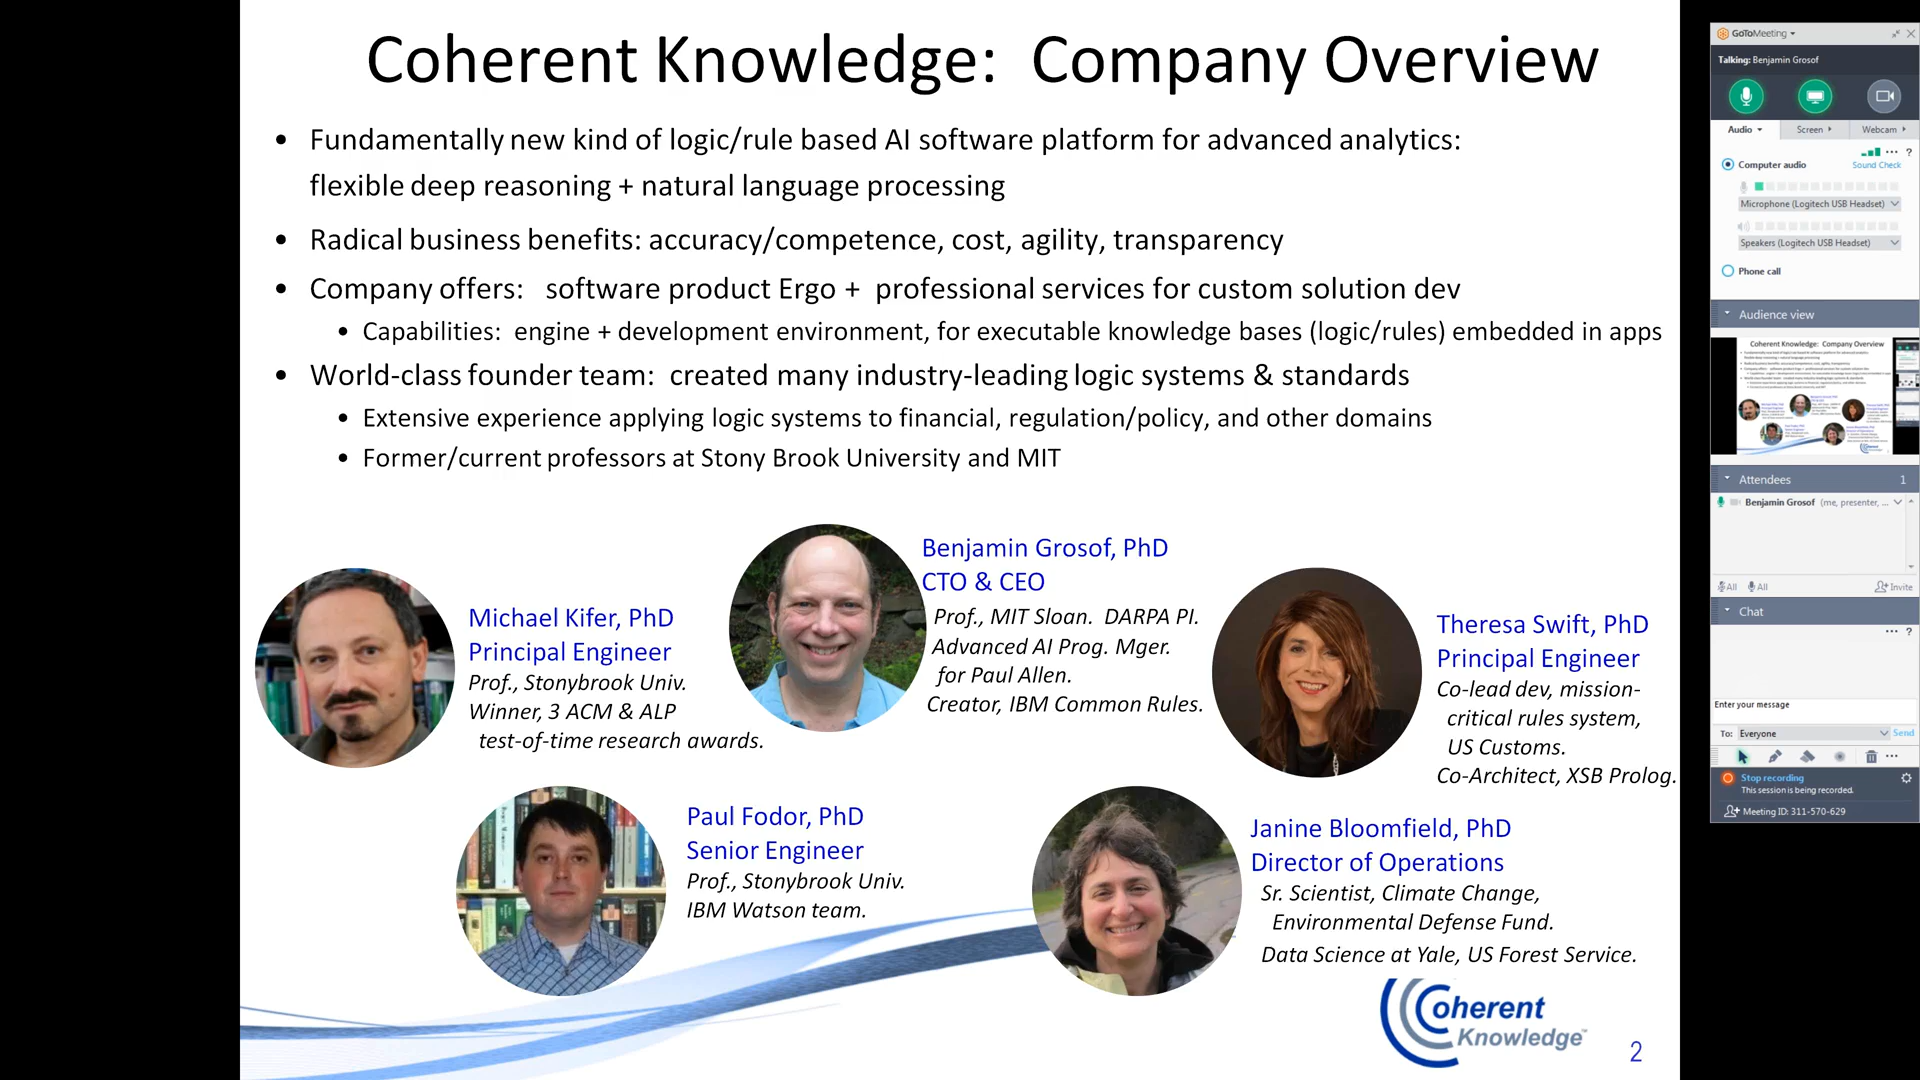 Coherent Knowledge:  Company Overview
• Fundamentally new kind of logic/rule based AI software platform for advanced analytics:
flexible deep reasoning + natural language processing
• Radical business benefits: accuracy/competence, cost, agility, transparency
• Company offers:   software product Ergo +  professional services for custom solution dev
• Capabilities:  engine + development environment, for executable knowledge bases (logic/rules) embedded in apps
• World-class founder team:  created many industry-leading logic systems & standards
• Extensive experience applying logic systems to financial, regulation/policy, and other domains
• Former/current professors at Stony Brook University and MIT
Michael Kifer, PhD
Principal Engineer
Prof., Stonybrook Univ.
Winner, 3 ACM & ALP
test-of-time research awards.
Benjamin Grosof, PhD
CTO & CEO
Prof., MIT Sloan.  DARPA PI.
Advanced AI Prog. Mger.
for Paul Allen.
Creator, IBM Common Rules.
Theresa Swift, PhD
Principal Engineer
Co-lead dev, mission-
critical rules system,
US Customs.
Co-Architect, XSB Prolog.
Paul Fodor, PhD
Senior Engineer
Prof., Stonybrook Univ.
IBM Watson team.
Janine Bloomfield, PhD
Director of Operations
Sr. Scientist, Climate Change,
Environmental Defense Fund.
Data Science at Yale, US Forest Service.
Coherent
Knowledge™
2
GoToMeeting
Talking: Benjamin Grosof
Audio
Screen
Webcam
?
Computer audio
Sound Check
Microphone (Logitech USB Headset)
Speakers (Logitech USB Headset)
Phone call
Audience view
Coherent Knowledge:  Company Overview
Attendees 1
Benjamin Grosof (me, presenter, ...
All All Invite
Chat
... ?
Enter your message
To: Everyone Send
Stop recording
This session is being recorded.
Meeting ID: 311-570-629